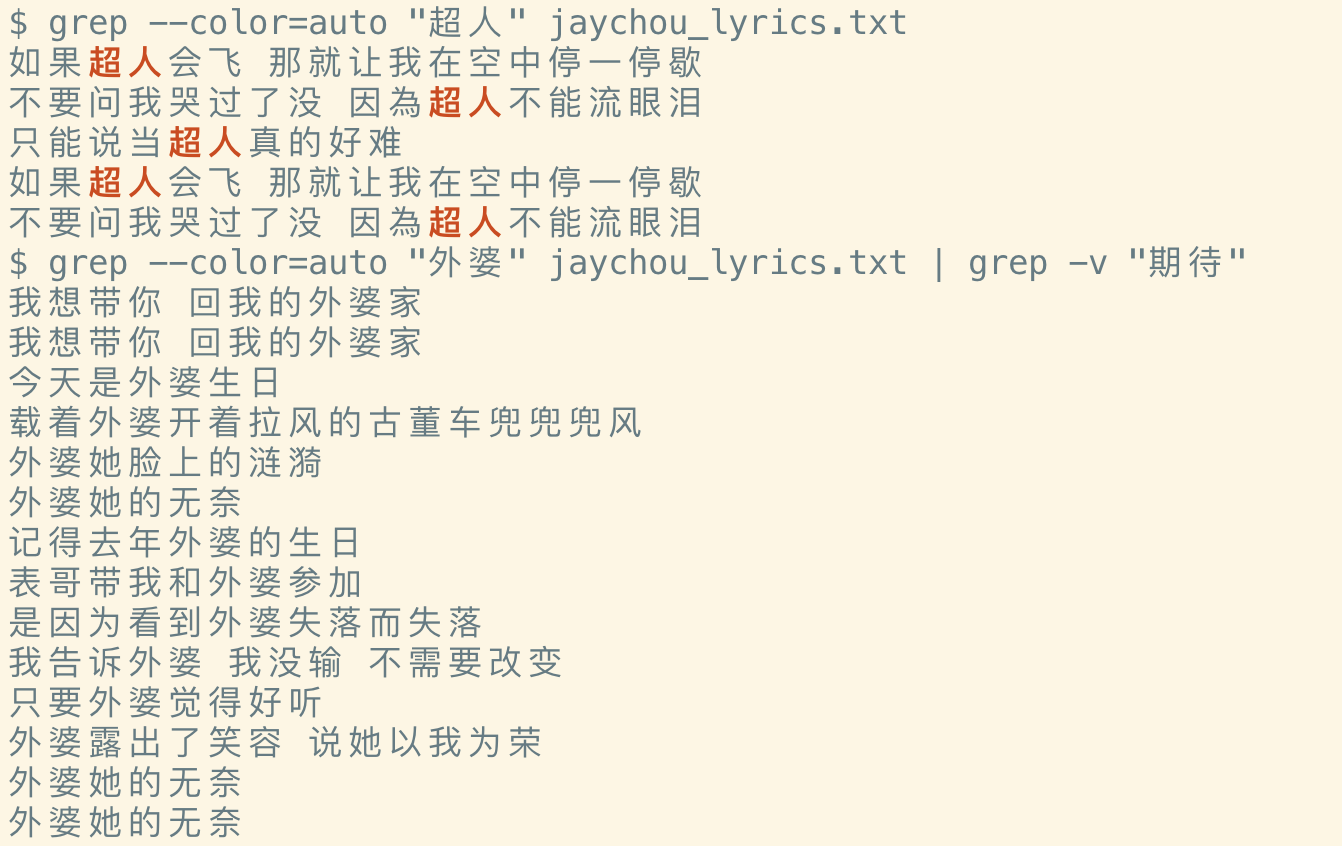 $ grep --color=auto "超人" jaychou_lyrics.txt
如果超人会飞 那就让我在空中停一停歇
不要问我哭过了没 因為超人不能流眼泪
只能说当超人真的好难
如果超人会飞 那就让我在空中停一停歇
不要问我哭过了没 因為超人不能流眼泪
$ grep --color=auto "外婆" jaychou_lyrics.txt | grep -v "期待"
我想带你 回我的外婆家
我想带你 回我的外婆家
今天是外婆生日
载着外婆开着拉风的古董车兜兜兜风
外婆她脸上的涟漪
外婆她的无奈
记得去年外婆的生日
表哥带我和外婆参加
是因为看到外婆失落而失落
我告诉外婆 我没输 不需要改变
只要外婆觉得好听
外婆露出了笑容 说她以我为荣
外婆她的无奈
外婆她的无奈